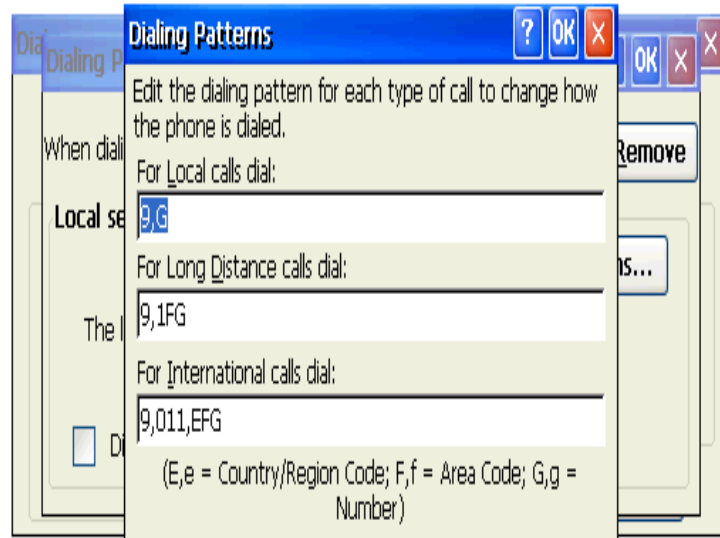 Dialing Patterns
? OK
Edit the dialing pattern for each type of call to change how
the phone is dialed.
For Local calls dial:
9,G
For Long Distance calls dial:
9,1FG
For International calls dial:
9,011,EFG
(E,e = Country/Region Code; F,f = Area Code; G,g =
Number)
Dialing P
OK
When diali
Remove
Local se
ns...
The l
Di
Dia